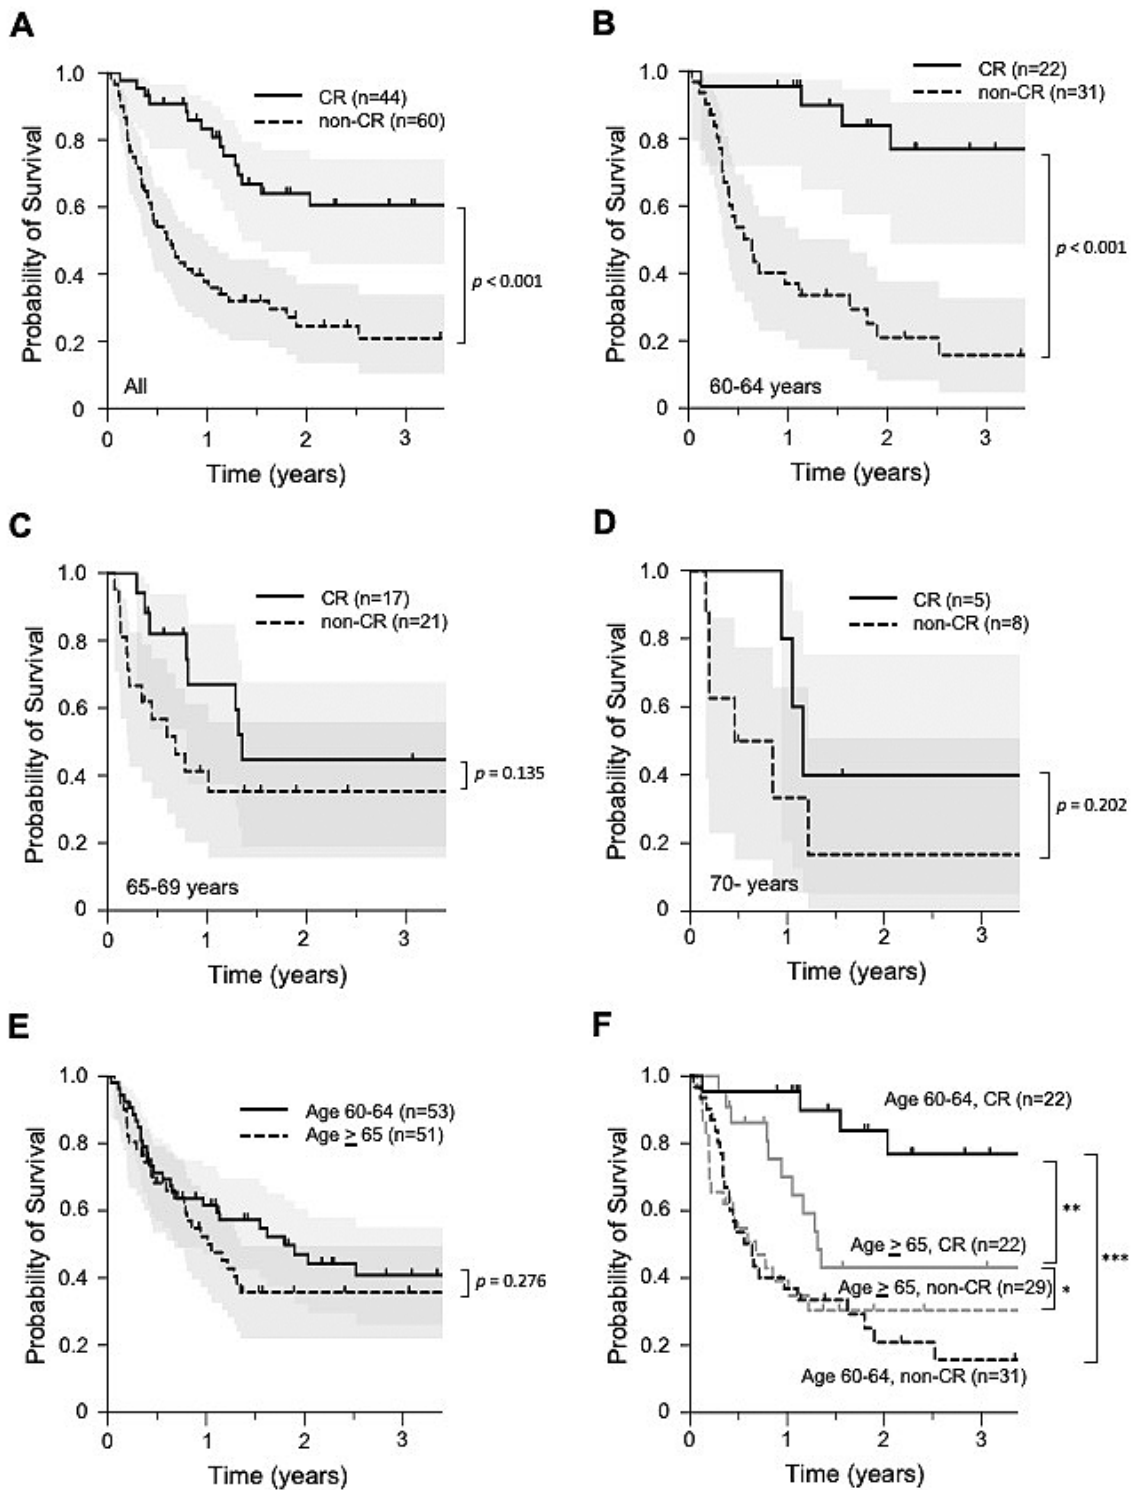 A
Probability of Survival
1.0
0.8
0.6
0.4
0.2
0
CR (n=44)
non-CR (n=60)
p < 0.001
All
0 1 2 3
Time (years)
B
Probability of Survival
1.0
0.8
0.6
0.4
0.2
0
CR (n=22)
non-CR (n=31)
p < 0.001
60-64 years
0 1 2 3
Time (years)
C
Probability of Survival
1.0
0.8
0.6
0.4
0.2
0
CR (n=17)
non-CR (n=21)
p = 0.135
65-69 years
0 1 2 3
Time (years)
D
Probability of Survival
1.0
0.8
0.6
0.4
0.2
0
CR (n=5)
non-CR (n=8)
p = 0.202
70- years
0 1 2 3
Time (years)
E
Probability of Survival
1.0
0.8
0.6
0.4
0.2
0
Age 60-64 (n=53)
Age ≥ 65 (n=51)
p = 0.276
0 1 2 3
Time (years)
F
Probability of Survival
1.0
0.8
0.6
0.4
0.2
0
Age 60-64, CR (n=22)
**
Age ≥ 65, CR (n=22)
***
Age ≥ 65, non-CR (n=29)
*
Age 60-64, non-CR (n=31)
0 1 2 3
Time (years)